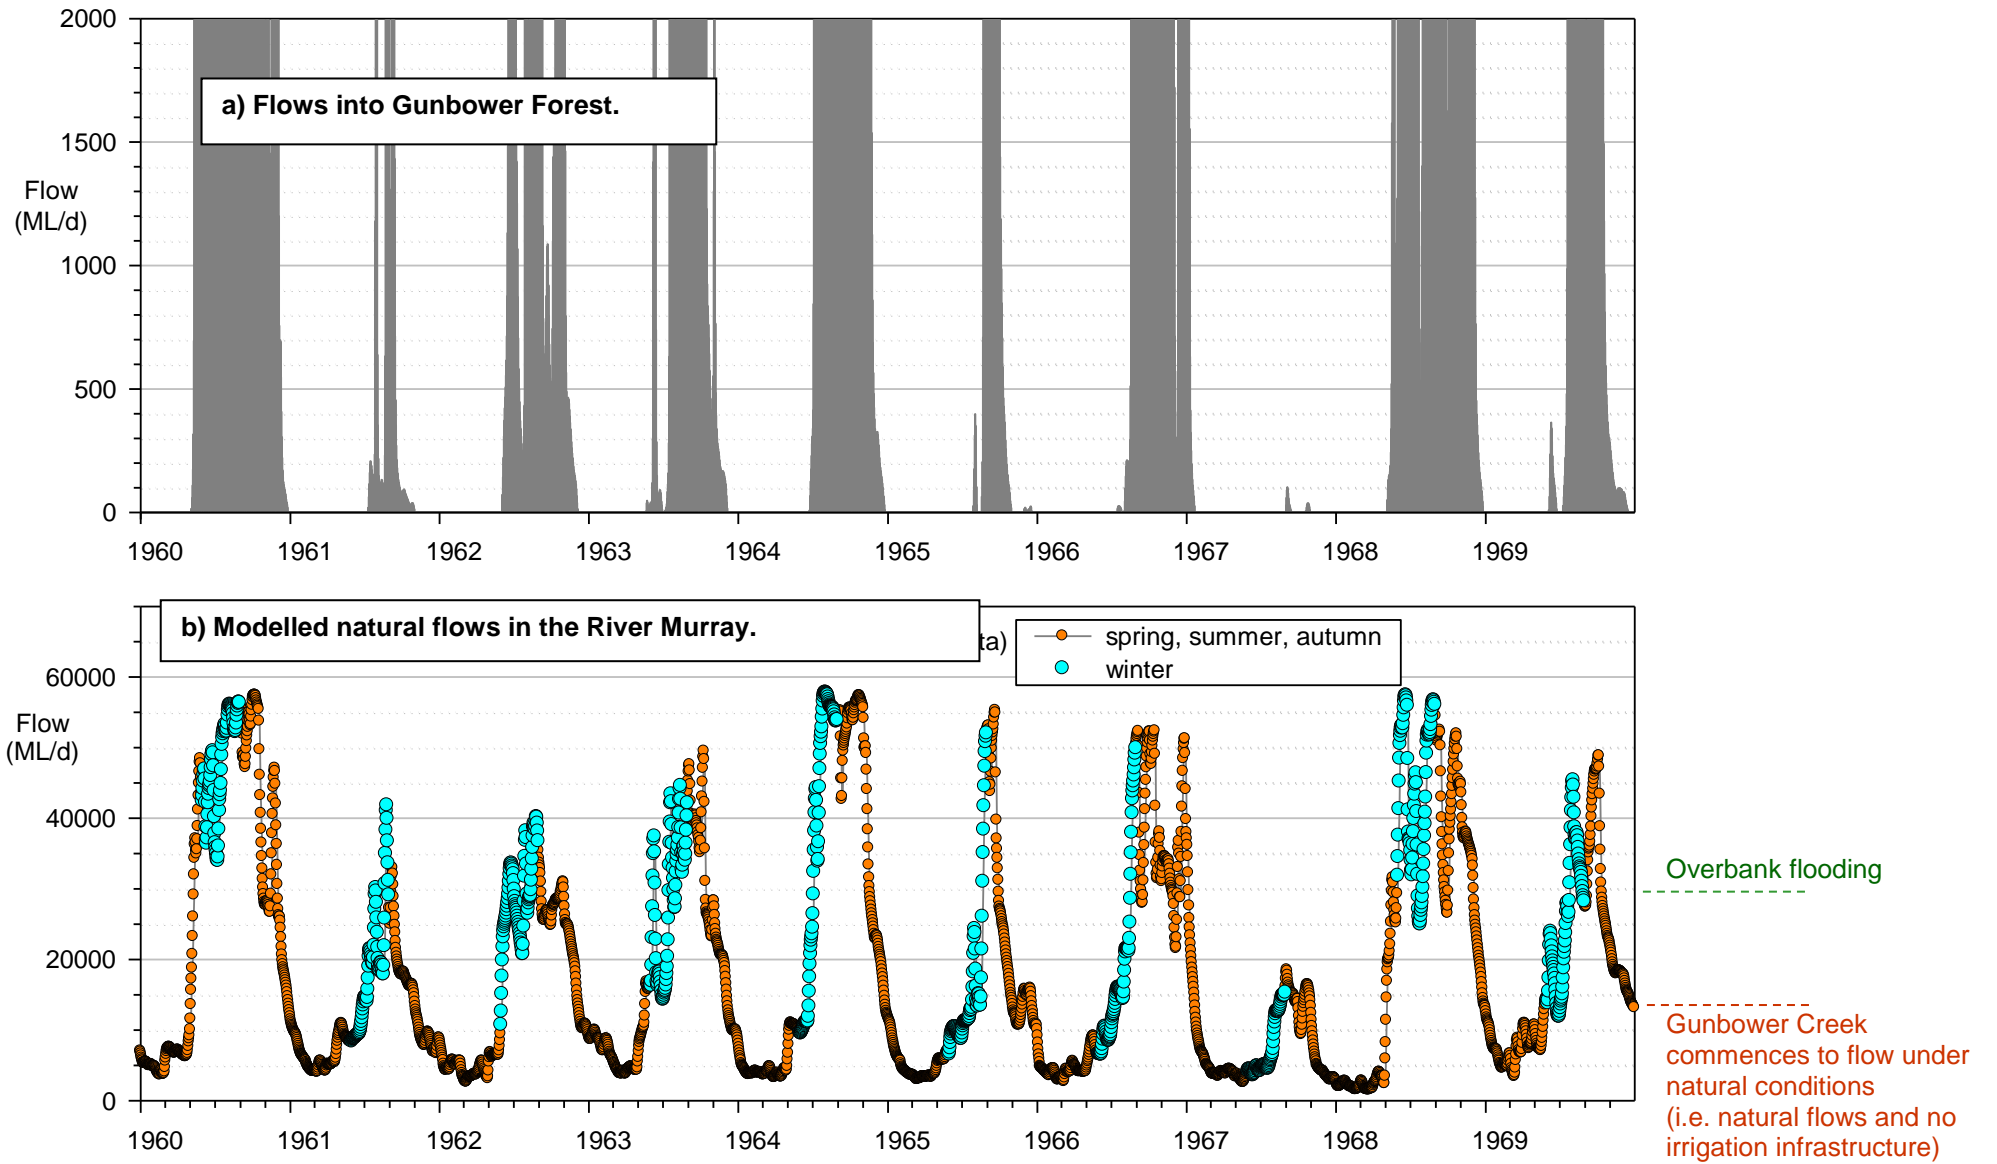 2000
a) Flows into Gunbower Forest.
1500
Flow
(ML/d)
1000
500
0
1960 1961 1962 1963 1964 1965 1966 1967 1968 1969
b) Modelled natural flows in the River Murray.
ta)
spring, summer, autumn
winter
60000
Flow
(ML/d)
40000
Overbank flooding
20000
Gunbower Creek
commences to flow under
natural conditions
(i.e. natural flows and no
irrigation infrastructure)
0
1960 1961 1962 1963 1964 1965 1966 1967 1968 1969